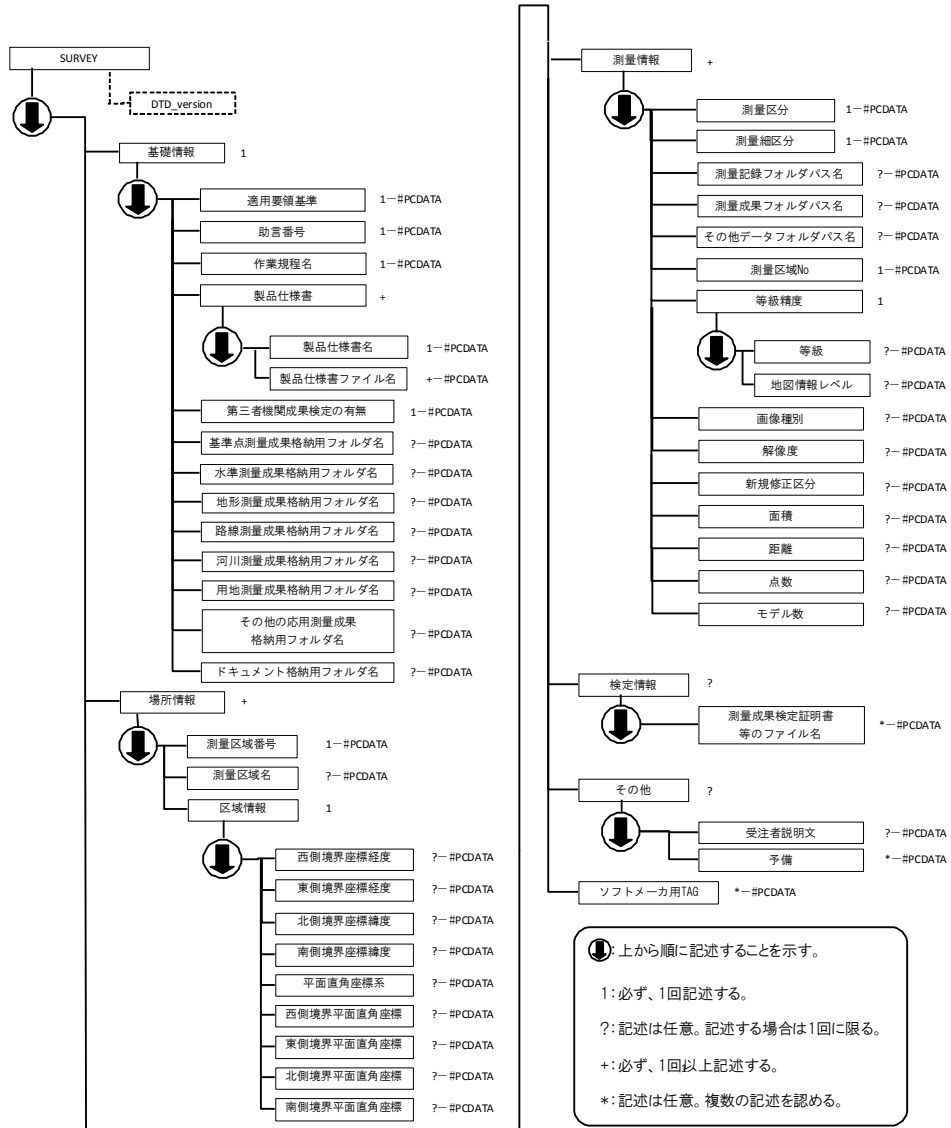 SURVEY
DTD_version
基礎情報 1
適用要領基準 1－#PCDATA
助言番号 1－#PCDATA
作業規程名 1－#PCDATA
製品仕様書 +
製品仕様書名 1－#PCDATA
製品仕様書ファイル名 +－#PCDATA
第三者機関成果検定の有無 1－#PCDATA
基準点測量成果格納用フォルダ名 ?－#PCDATA
水準測量成果格納用フォルダ名 ?－#PCDATA
地形測量成果格納用フォルダ名 ?－#PCDATA
路線測量成果格納用フォルダ名 ?－#PCDATA
河川測量成果格納用フォルダ名 ?－#PCDATA
用地測量成果格納用フォルダ名 ?－#PCDATA
その他の応用測量成果
格納用フォルダ名 ?－#PCDATA
ドキュメント格納用フォルダ名 ?－#PCDATA
場所情報 +
測量区域番号 1－#PCDATA
測量区域名 ?－#PCDATA
区域情報 1
西側境界座標経度 ?－#PCDATA
東側境界座標経度 ?－#PCDATA
北側境界座標緯度 ?－#PCDATA
南側境界座標緯度 ?－#PCDATA
平面直角座標系 ?－#PCDATA
西側境界平面直角座標 ?－#PCDATA
東側境界平面直角座標 ?－#PCDATA
北側境界平面直角座標 ?－#PCDATA
南側境界平面直角座標 ?－#PCDATA
測量情報 +
測量区分 1－#PCDATA
測量細区分 1－#PCDATA
測量記録フォルダパス名 ?－#PCDATA
測量成果フォルダパス名 ?－#PCDATA
その他データフォルダパス名 ?－#PCDATA
測量区域No 1－#PCDATA
等級精度 1
等級 ?－#PCDATA
地図情報レベル ?－#PCDATA
画像種別 ?－#PCDATA
解像度 ?－#PCDATA
新規修正区分 ?－#PCDATA
面積 ?－#PCDATA
距離 ?－#PCDATA
点数 ?－#PCDATA
モデル数 ?－#PCDATA
検定情報 ?
測量成果検定証明書
等のファイル名 *－#PCDATA
その他 ?
受注者説明文 ?－#PCDATA
予備 *－#PCDATA
ソフトメーカ用TAG *－#PCDATA
：上から順に記述することを示す。
1：必ず、1回記述する。
?：記述は任意。記述する場合は1回に限る。
+：必ず、1回以上記述する。
*：記述は任意。複数の記述を認める。